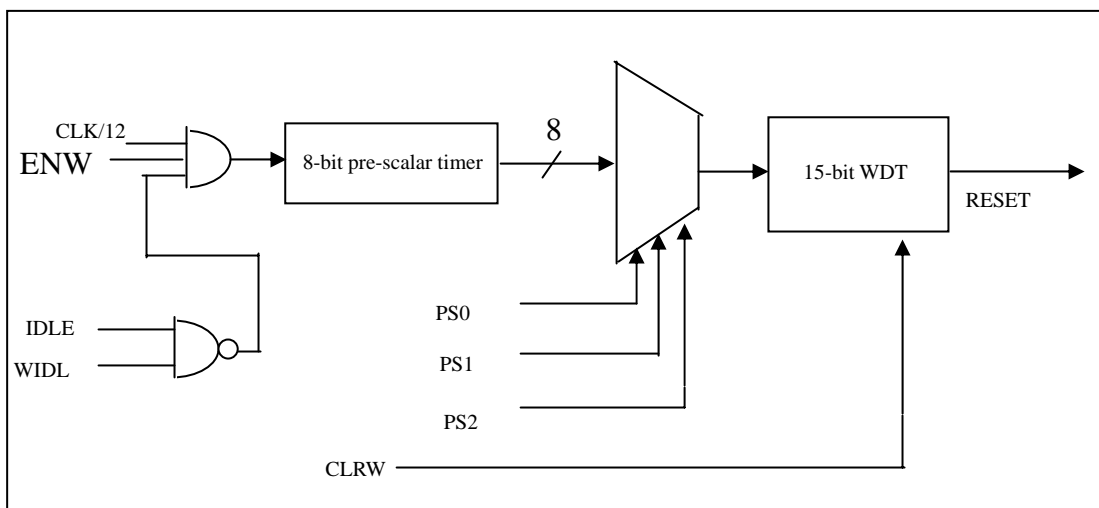 CLK/12
ENW
8-bit pre-scalar timer
8
15-bit WDT
RESET
IDLE
WIDL
PS0
PS1
PS2
CLRW